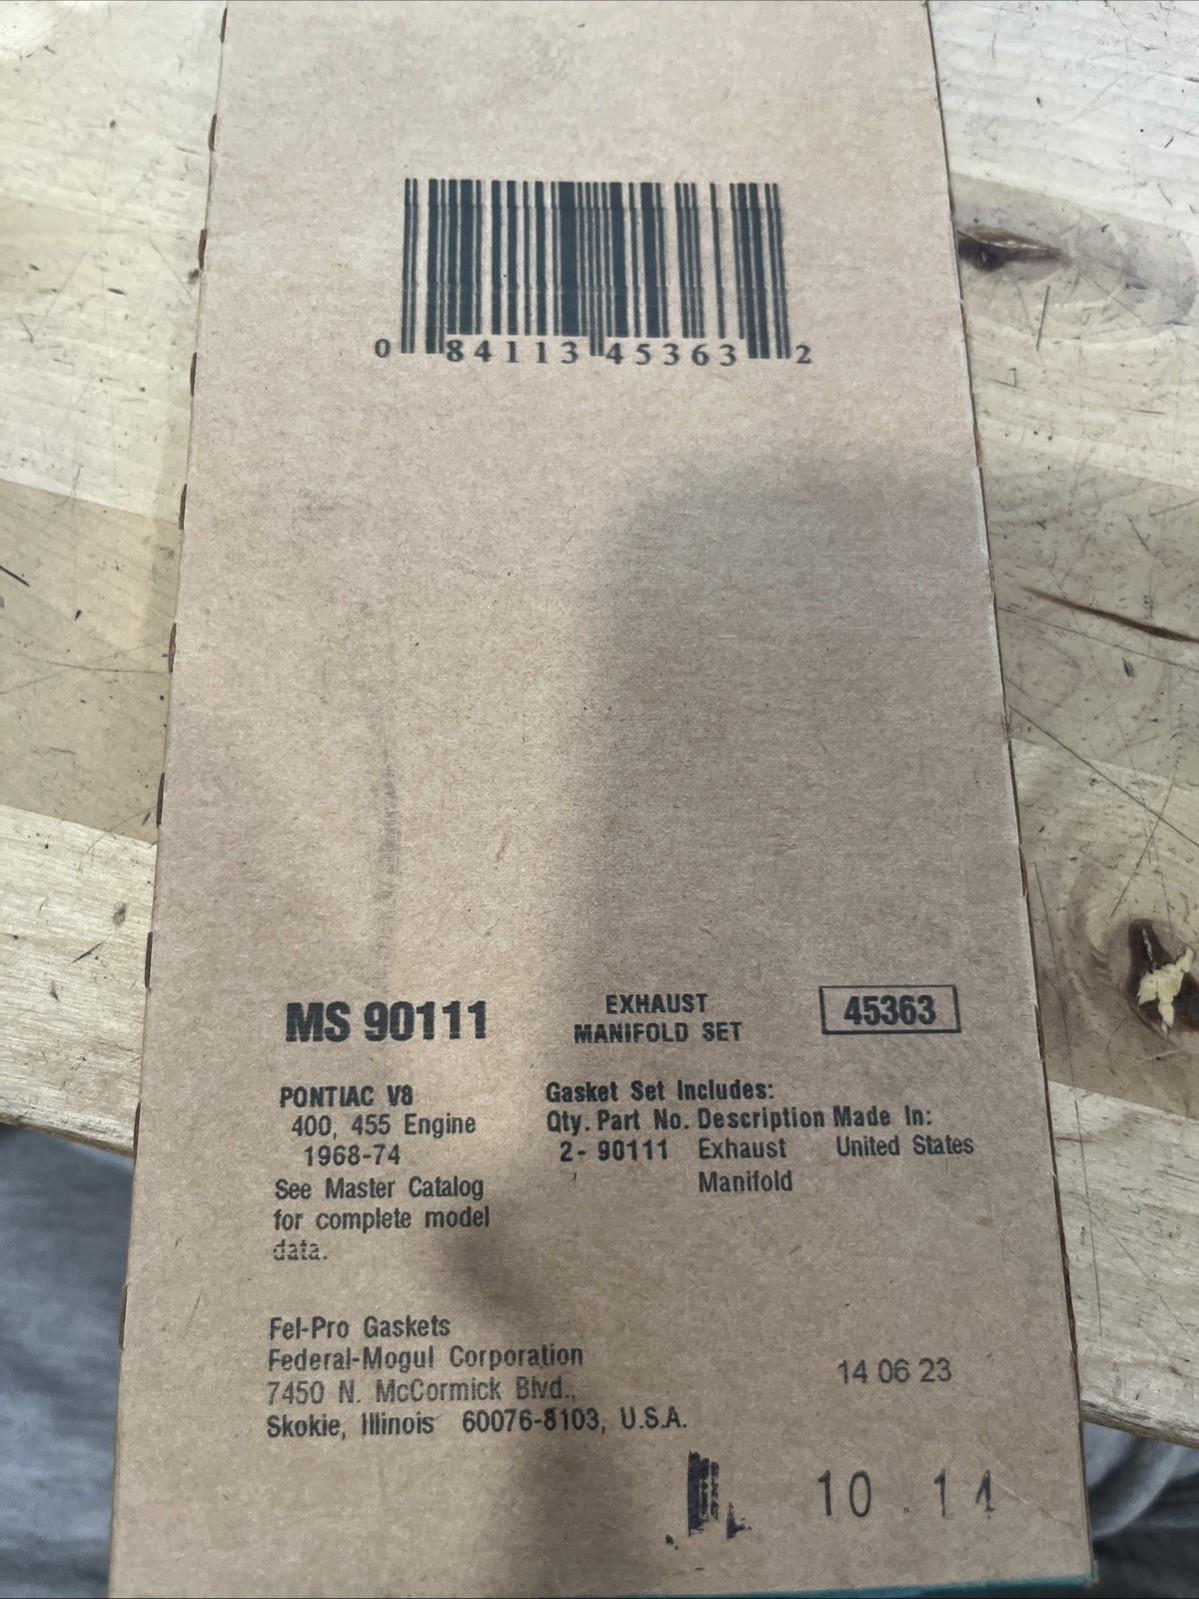 0 84113 45363 2
MS 90111
EXHAUST
MANIFOLD SET
45363
PONTIAC V8
400, 455 Engine
1968-74
See Master Catalog
for complete model
data.
Gasket Set Includes:
Qty. Part No. Description Made In:
2- 90111 Exhaust United States
Manifold
Fel-Pro Gaskets
Federal-Mogul Corporation
7450 N. McCormick Blvd.,
Skokie, Illinois 60076-8103, U.S.A.
14 06 23
10 . 14